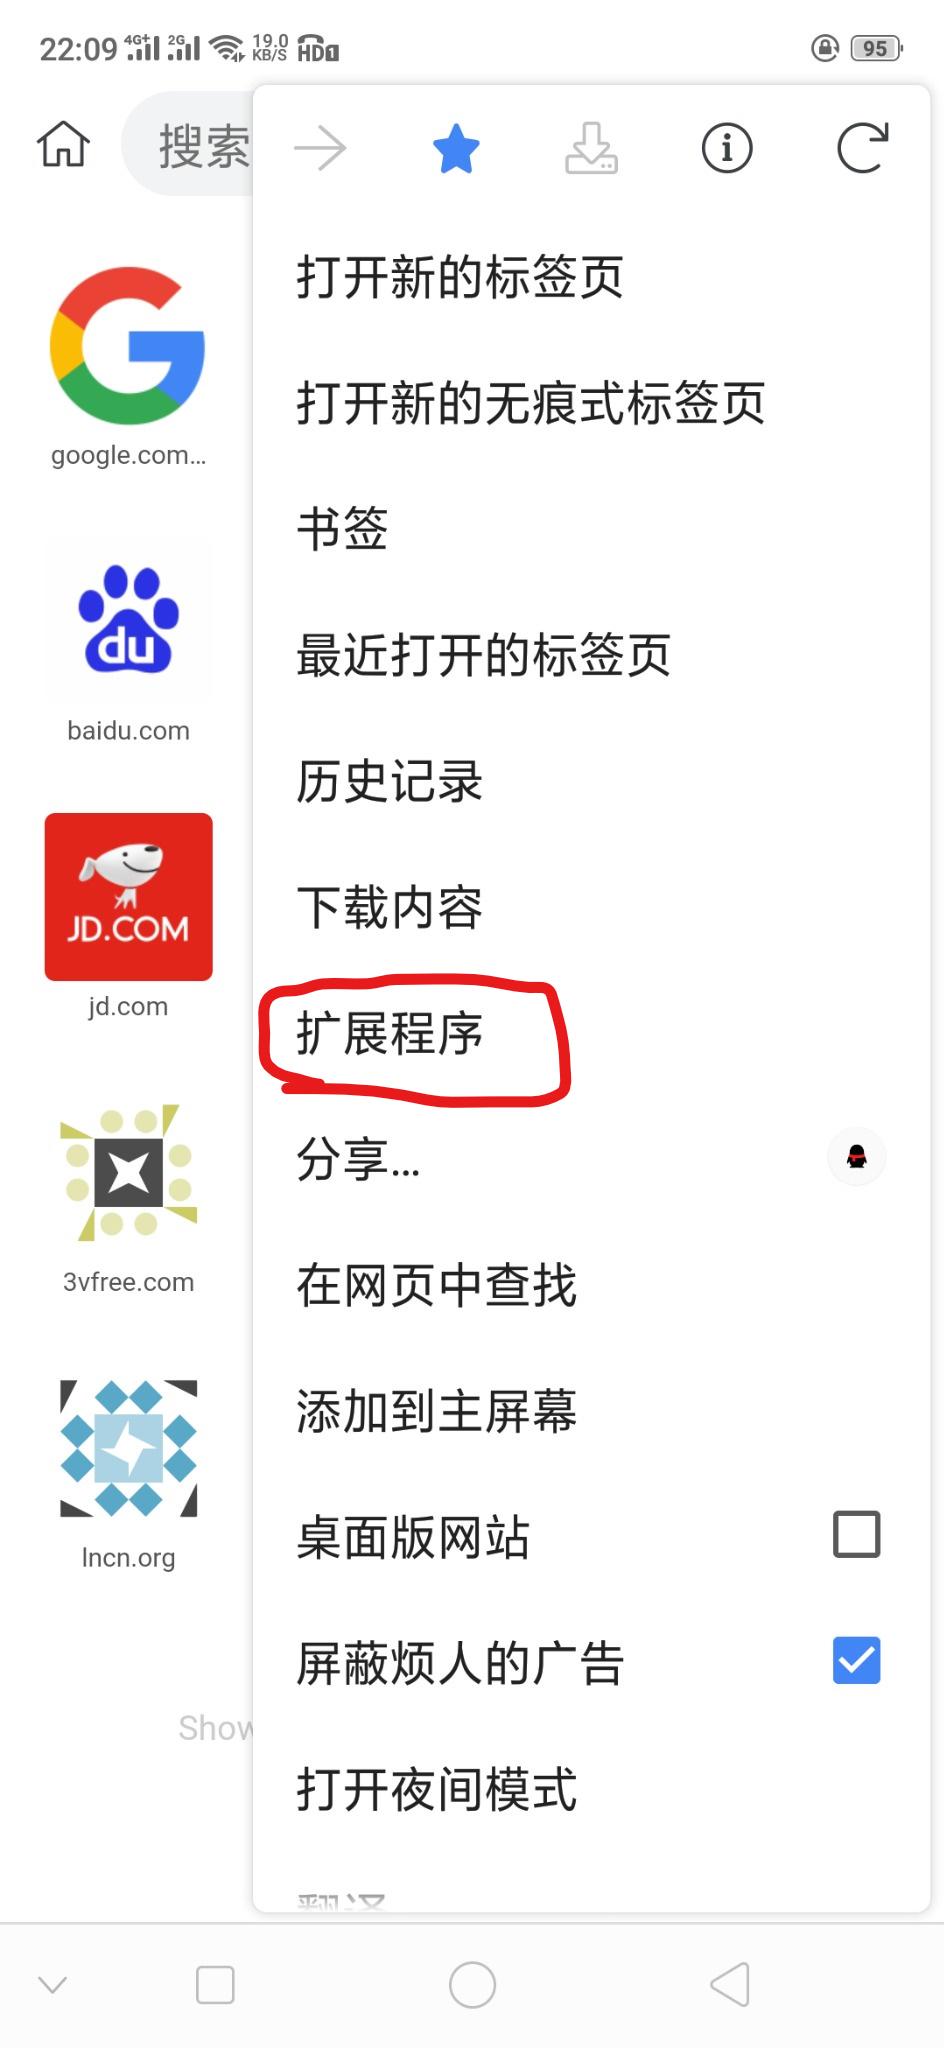 22:09 4G+ 2G 19.0 KB/S HD1 95
搜索
google.com...
du
baidu.com
JD.COM
jd.com
3vfree.com
lncn.org
Show
打开新的标签页
打开新的无痕式标签页
书签
最近打开的标签页
历史记录
下载内容
扩展程序
分享...
在网页中查找
添加到主屏幕
桌面版网站
屏蔽烦人的广告
打开夜间模式
翻译